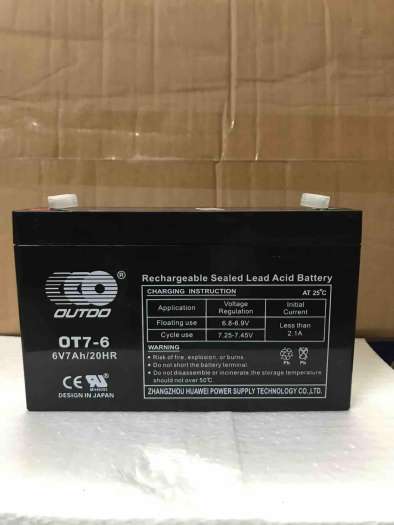 ®
OUTDO
OT7-6
6V7Ah/20HR
CE
Rechargeable Sealed Lead Acid Battery
CHARGING INSTRUCTION AT 25℃
Application Voltage Regulation Initial Current
Floating use 6.8-6.9V Less than 2.1A
Cycle use 7.25-7.45V
WARNING:
Risk of fire, explosion, or burns.
Do not short the battery terminal
Do not disassemble or incinerate the storage temperature
should not over 50℃.
Pb Pb
ZHANGZHOU HUAWEI POWER SUPPLY TECHNOLOGY CO.,LTD.
DESIGN IN JAPAN